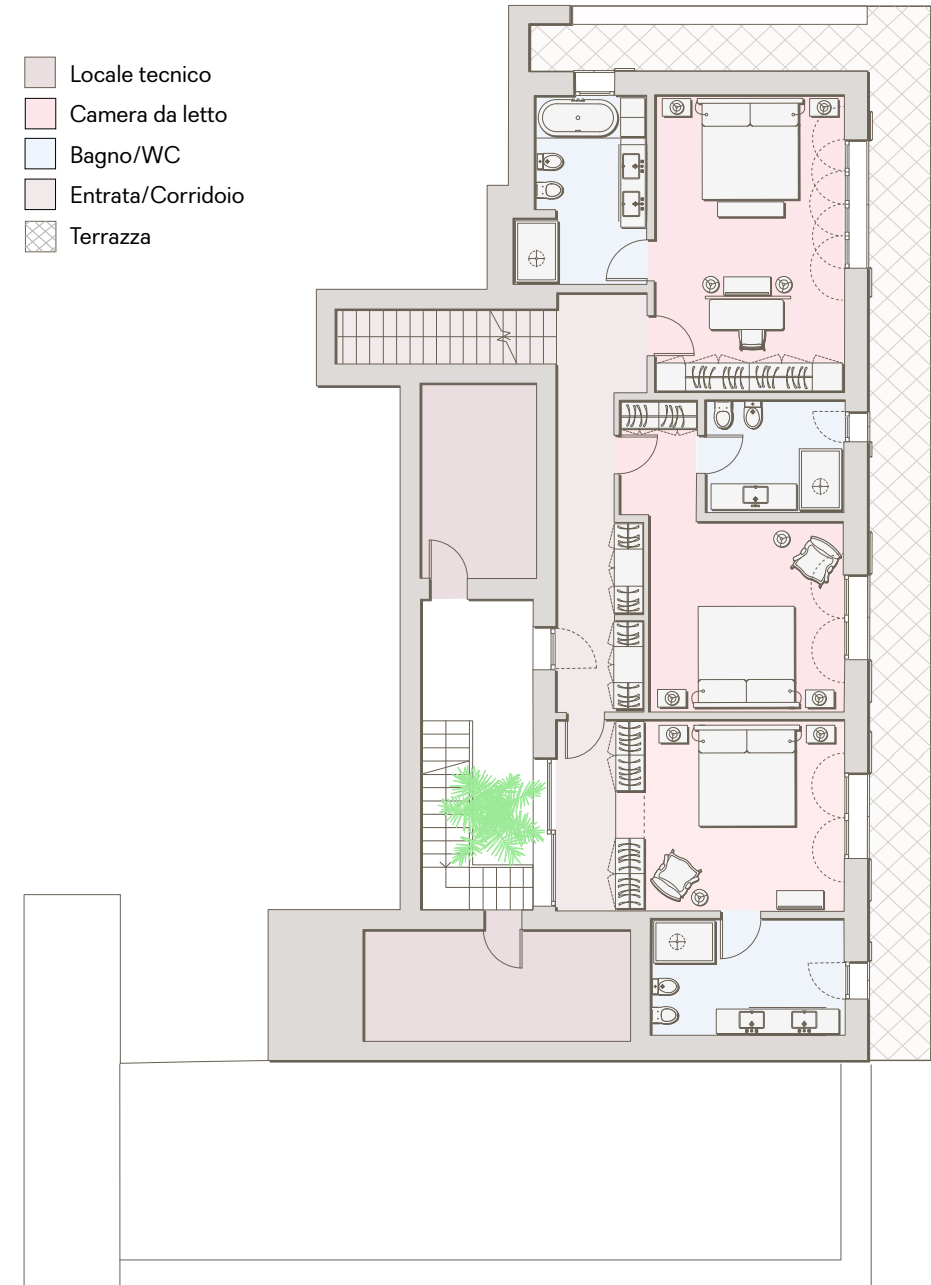 Locale tecnico
Camera da letto
Bagno/WC
Entrata/Corridoio
Terrazza